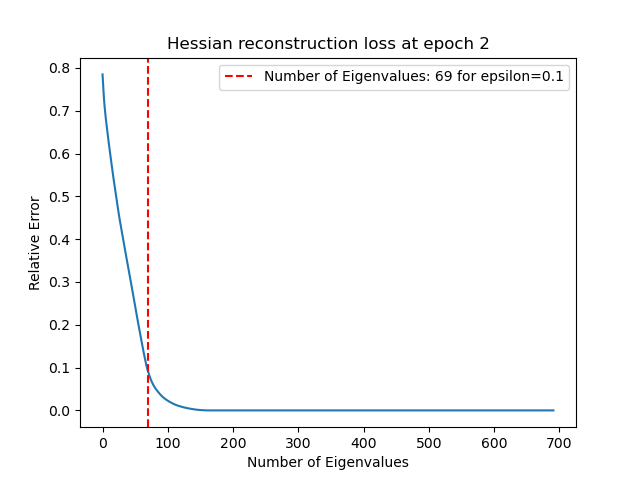 Hessian reconstruction loss at epoch 2
Number of Eigenvalues: 69 for epsilon=0.1
Relative Error
0.8
0.7
0.6
0.5
0.4
0.3
0.2
0.1
0.0
0 100 200 300 400 500 600 700
Number of Eigenvalues